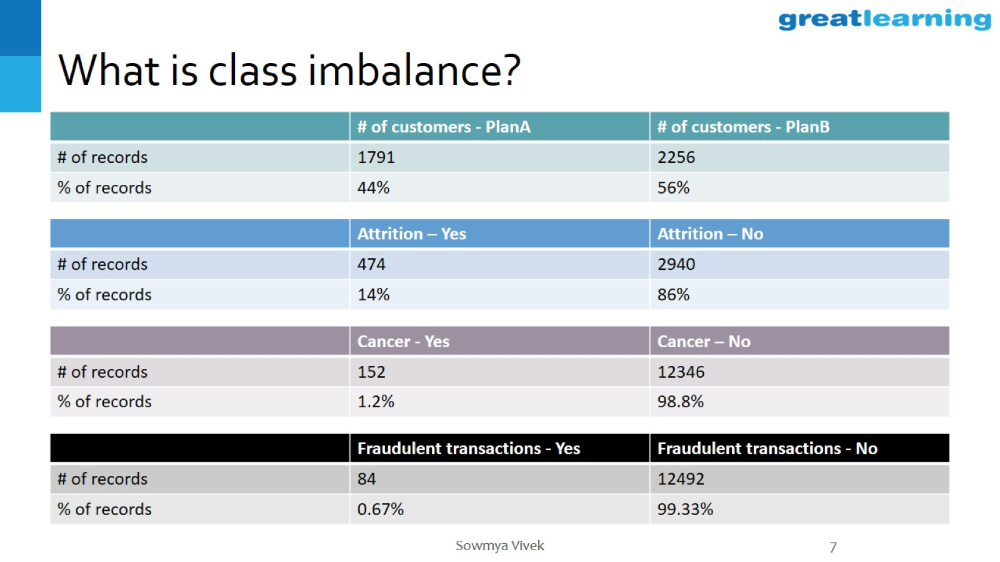 greatlearning
What is class imbalance?
# of customers - PlanA # of customers - PlanB
# of records 1791 2256
% of records 44% 56%
Attrition – Yes Attrition – No
# of records 474 2940
% of records 14% 86%
Cancer - Yes Cancer – No
# of records 152 12346
% of records 1.2% 98.8%
Fraudulent transactions - Yes Fraudulent transactions - No
# of records 84 12492
% of records 0.67% 99.33%
Sowmya Vivek 7